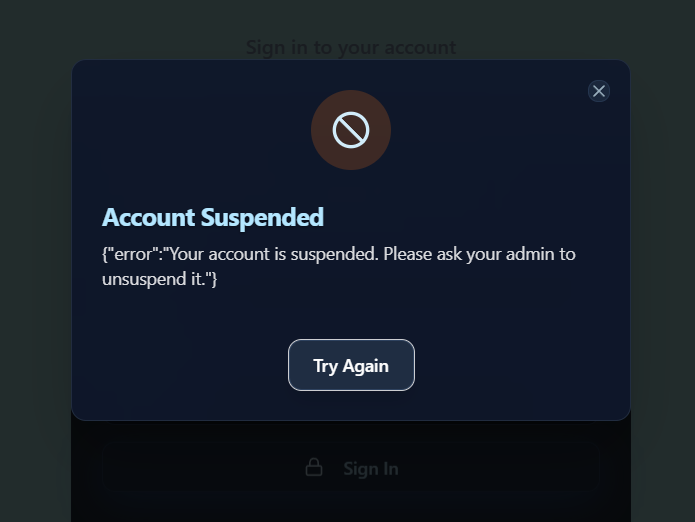 Sign in to your account
Account Suspended
{"error":"Your account is suspended. Please ask your admin to
unsuspend it."}
Try Again
Sign In